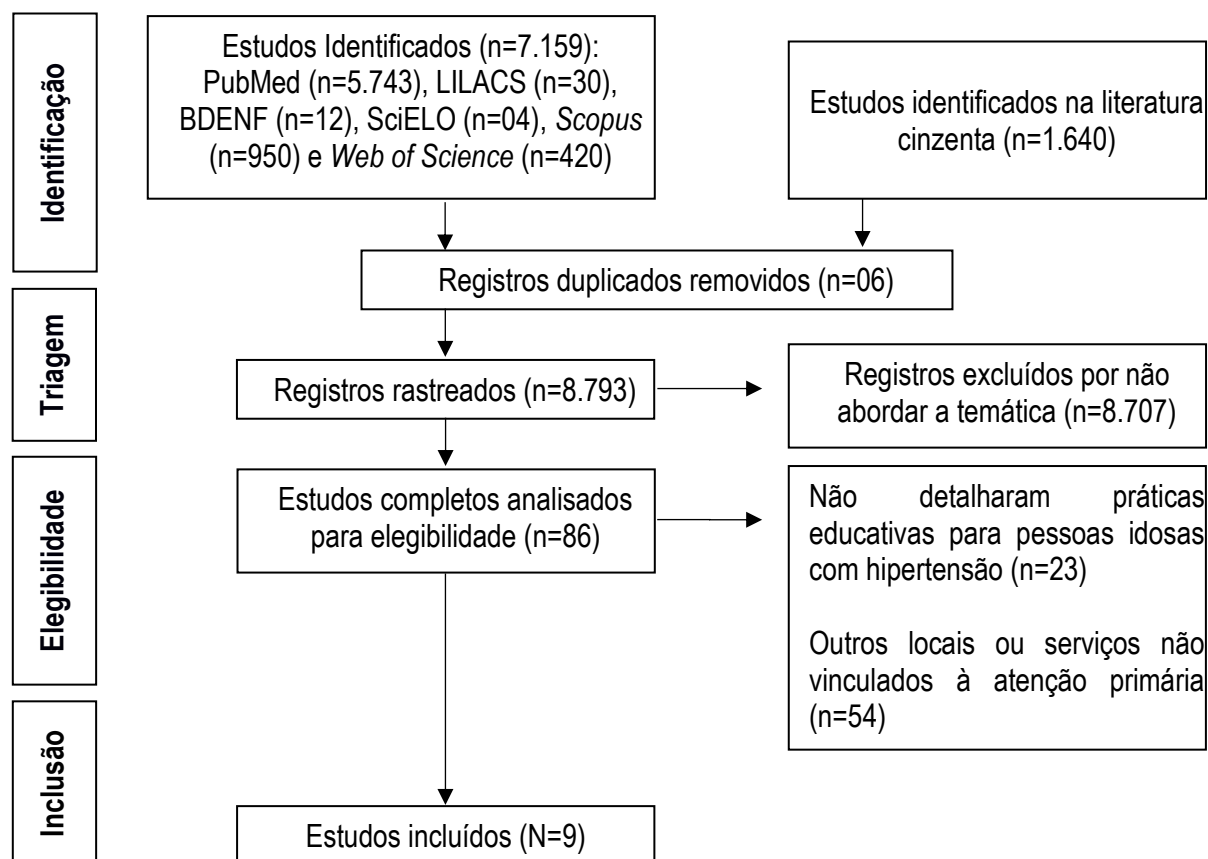 Identificação
Estudos Identificados (n=7.159):
PubMed (n=5.743), LILACS (n=30),
BDENF (n=12), SciELO (n=04), Scopus
(n=950) e Web of Science (n=420)
Estudos identificados na literatura
cinzenta (n=1.640)
Registros duplicados removidos (n=06)
Triagem
Registros rastreados (n=8.793)
Registros excluídos por não
abordar a temática (n=8.707)
Elegibilidade
Estudos completos analisados
para elegibilidade (n=86)
Não detalharam práticas
educativas para pessoas idosas
com hipertensão (n=23)
Outros locais ou serviços não
vinculados à atenção primária
(n=54)
Inclusão
Estudos incluídos (N=9)